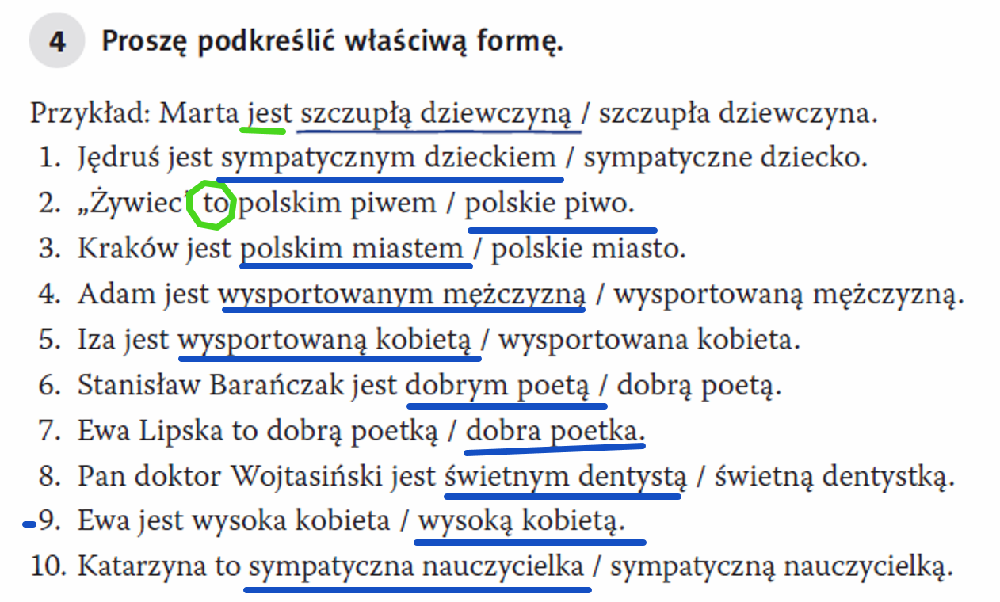 4 Proszę podkreślić właściwą formę.
Przykład: Marta jest szczupłą dziewczyną / szczupła dziewczyna.
1. Jędruś jest sympatycznym dzieckiem / sympatyczne dziecko.
2. „Żywiec” to polskim piwem / polskie piwo.
3. Kraków jest polskim miastem / polskie miasto.
4. Adam jest wysportowanym mężczyzną / wysportowaną mężczyzną.
5. Iza jest wysportowaną kobietą / wysportowana kobieta.
6. Stanisław Barańczak jest dobrym poetą / dobrą poetą.
7. Ewa Lipska to dobrą poetką / dobra poetka.
8. Pan doktor Wojtasiński jest świetnym dentystą / świetną dentystką.
9. Ewa jest wysoka kobieta / wysoką kobietą.
10. Katarzyna to sympatyczna nauczycielka / sympatyczną nauczycielką.